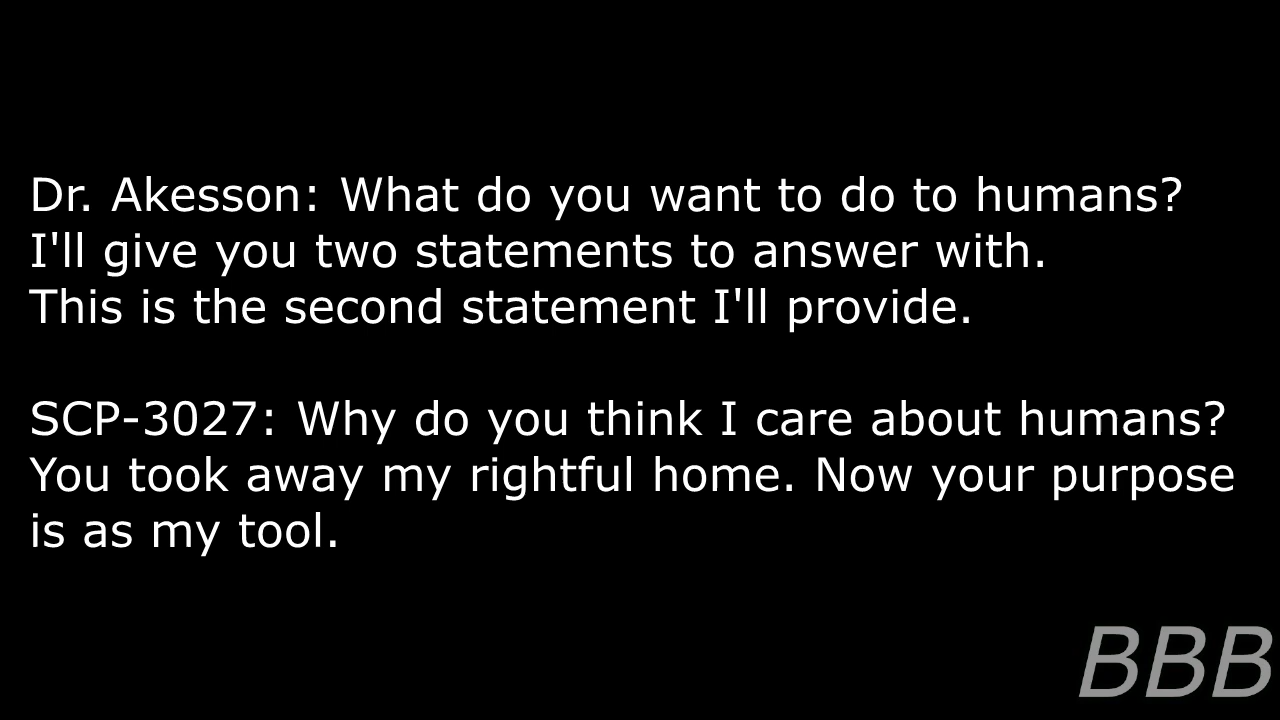 Dr. Akesson: What do you want to do to humans?
I'll give you two statements to answer with.
This is the second statement I'll provide.
SCP-3027: Why do you think I care about humans?
You took away my rightful home. Now your purpose
is as my tool.
BBB